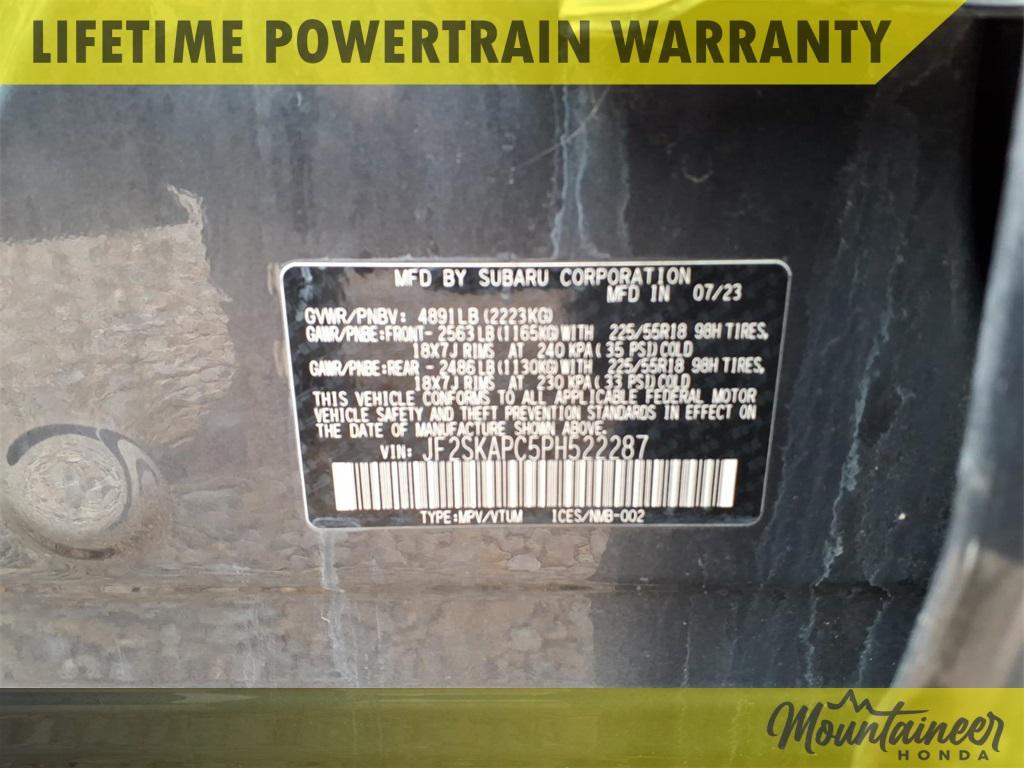 LIFETIME POWERTRAIN WARRANTY
MFD BY SUBARU CORPORATION
MFD IN 07/23
GVWR/PNBV: 4891LB(2223KG)
GAWR/PNBE:FRONT-2563LB(1165KG)WITH 225/55R18 98H TIRES,
18X7J RIMS AT 240 KPA(35 PSI)COLD
GAWR/PNBE:REAR -2486LB(1130KG)WITH 225/55R18 98H TIRES,
18X7J RIMS AT 230 KPA(33 PSI)COLD
THIS VEHICLE CONFORMS TO ALL APPLICABLE FEDERAL MOTOR
VEHICLE SAFETY AND THEFT PREVENTION STANDARDS IN EFFECT ON
THE DATE OF MANUFACTURE SHOWN ABOVE.
VIN: JF2SKAPC5PH522287
TYPE:MPV/VTUM ICES/NMB-002
Mountaineer
HONDA